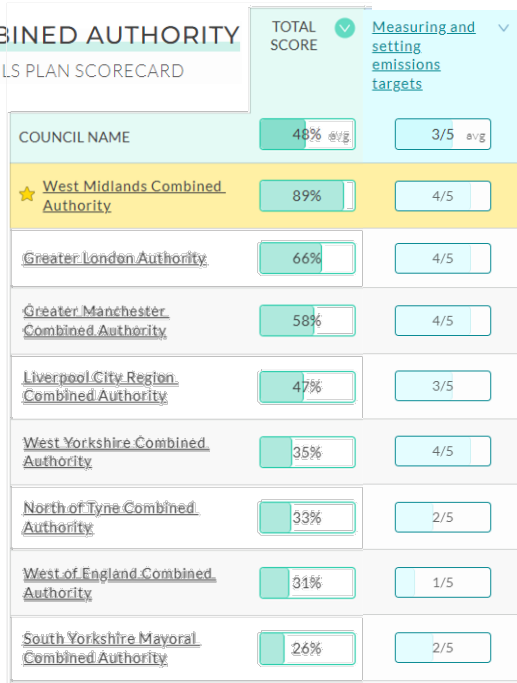 BINED AUTHORITY
LS PLAN SCORECARD
TOTAL
SCORE
Measuring and
setting
emissions
targets
COUNCIL NAME
48% avg
3/5 avg
West Midlands Combined
Authority
89%
4/5
Greater London Authority
66%
4/5
Greater Manchester
Combined Authority
58%
4/5
Liverpool City Region
Combined Authority
47%
3/5
West Yorkshire Combined
Authority
35%
4/5
North of Tyne Combined
Authority
33%
2/5
West of England Combined
Authority
31%
1/5
South Yorkshire Mayoral
Combined Authority
26%
2/5